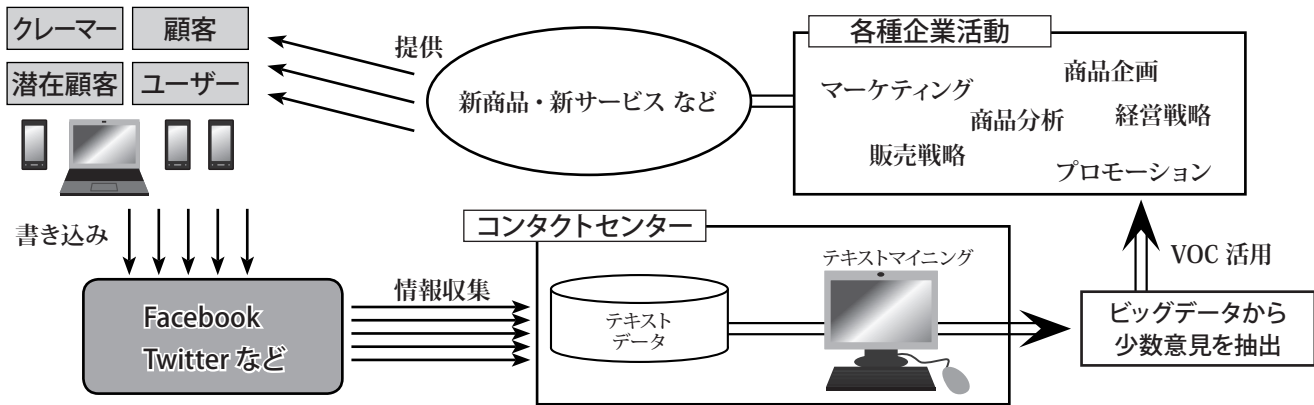 クレーマー
顧客
潜在顧客
ユーザー
書き込み
Facebook
Twitter など
情報収集
コンタクトセンター
テキスト
データ
テキストマイニング
ビッグデータから
少数意見を抽出
VOC 活用
各種企業活動
マーケティング
商品企画
商品分析
経営戦略
販売戦略
プロモーション
新商品・新サービス など
提供